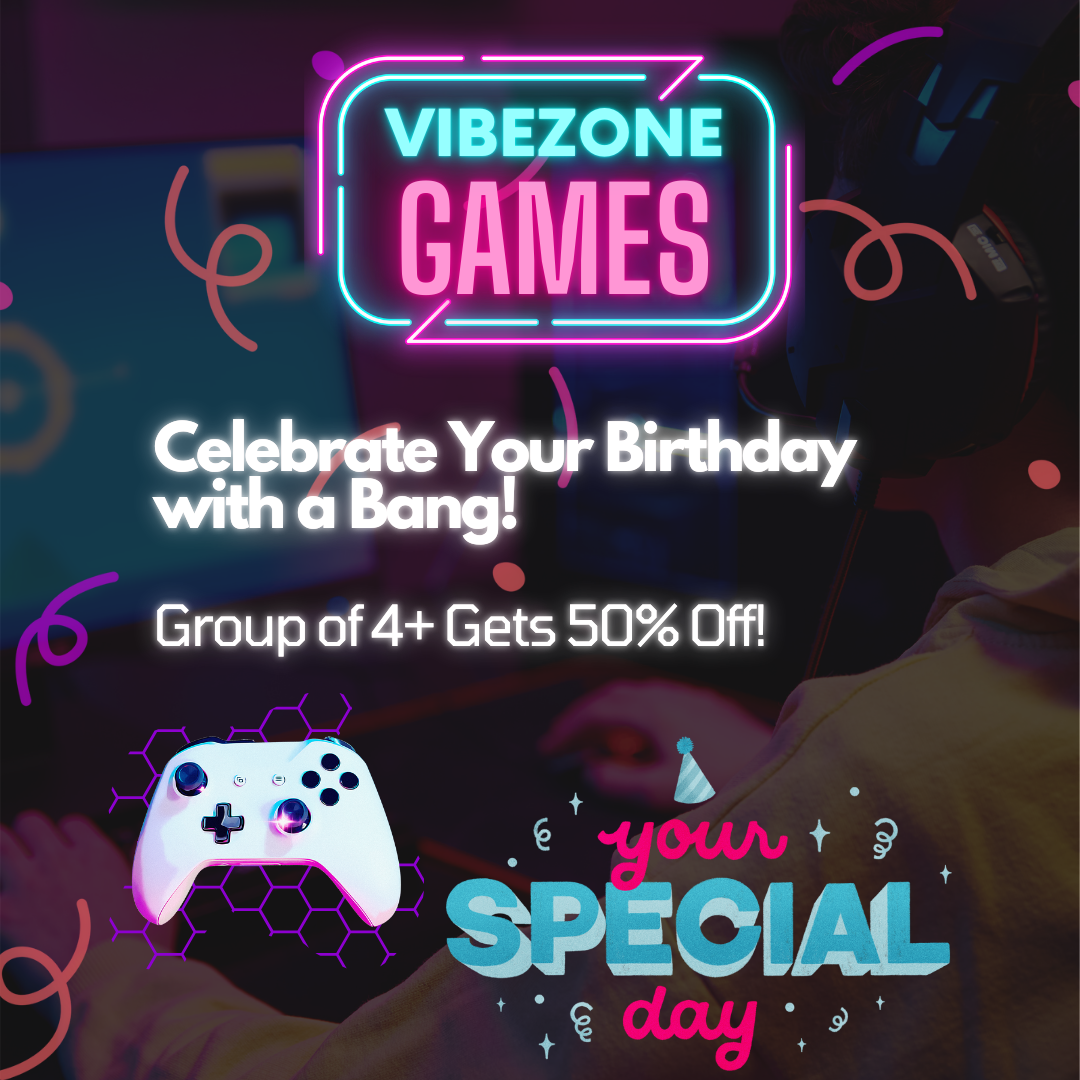 VIBEZONE
GAMES
Celebrate Your Birthday
with a Bang!
Group of 4+ Gets 50% Off!
your
SPECIAL
day